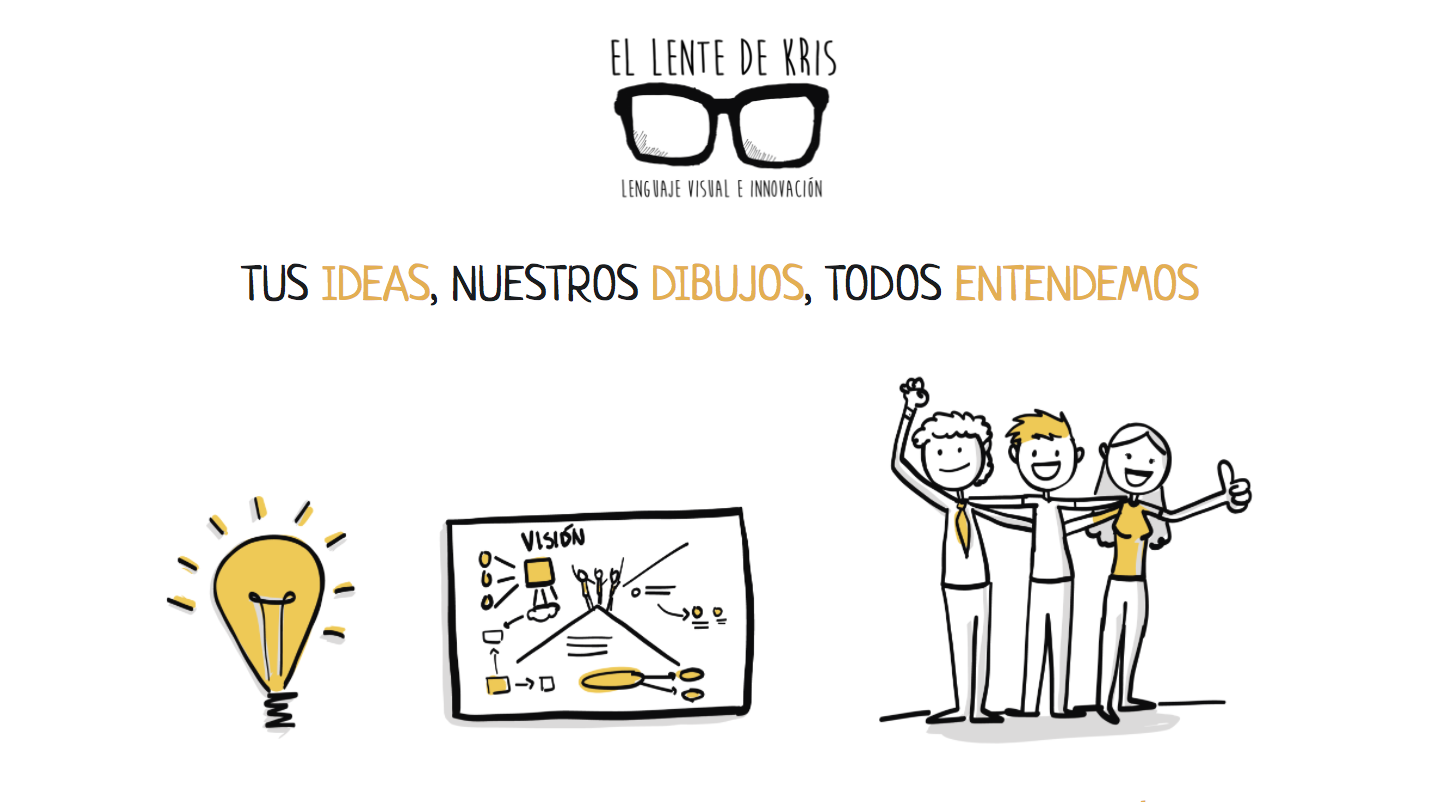 EL LENTE DE KRIS
LENGUAJE VISUAL E INNOVACIÓN
TUS IDEAS, NUESTROS DIBUJOS, TODOS ENTENDEMOS
VISIÓN